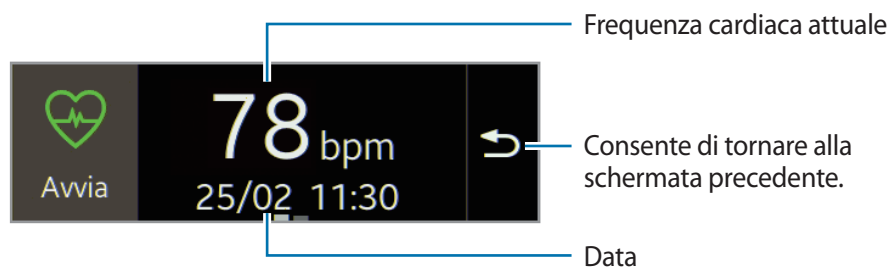 Frequenza cardiaca attuale
78 bpm
Avvia
25/02 11:30
Consente di tornare alla
schermata precedente.
Data